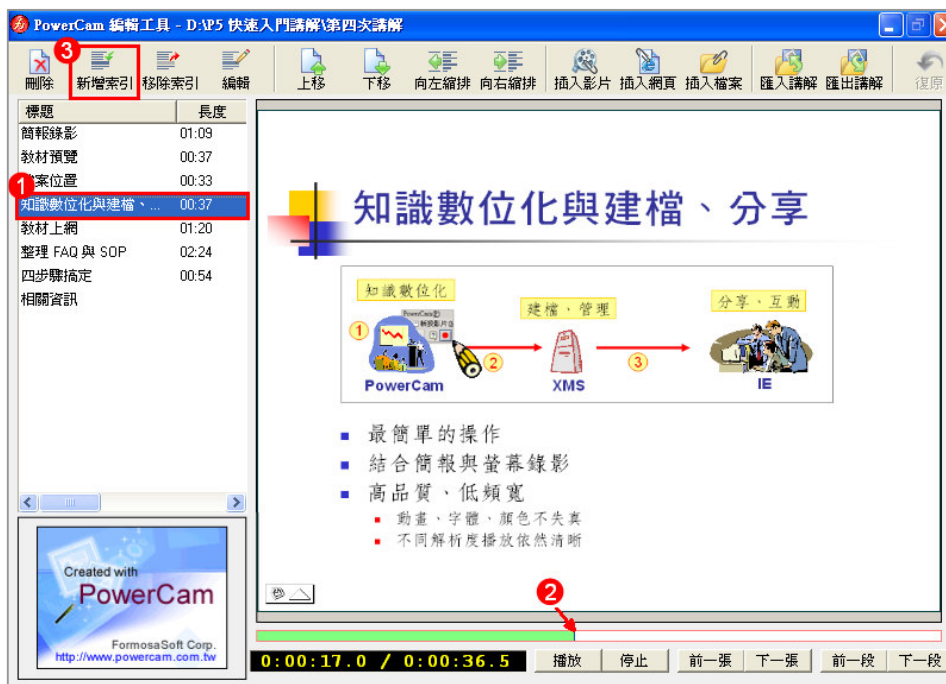 PowerCam 編輯工具 - D:\P5 快速入門講解\第四次講解
3
刪除 新增索引 移除索引 編輯 上移 下移 向左縮排 向右縮排 插入影片 插入網頁 插入檔案 匯入講解 匯出講解 復原
標題 長度
簡報錄影 01:09
教材預覽 00:37
案位置 00:33
1
知識數位化與建檔、... 00:37
教材上網 01:20
整理 FAQ 與 SOP 02:24
四步驟搞定 00:54
相關資訊
知識數位化與建檔、分享
知識數位化 建檔、管理 分享、互動
1 2 3
PowerCam XMS IE
最簡單的操作
結合簡報與螢幕錄影
高品質、低頻寬
動畫、字體、顏色不失真
不同解析度播放依然清晰
Created with
PowerCam
FormosaSoft Corp.
http://www.powercam.com.tw
2
0:00:17.0 / 0:00:36.5 播放 停止 前一張 下一張 前一段 下一段